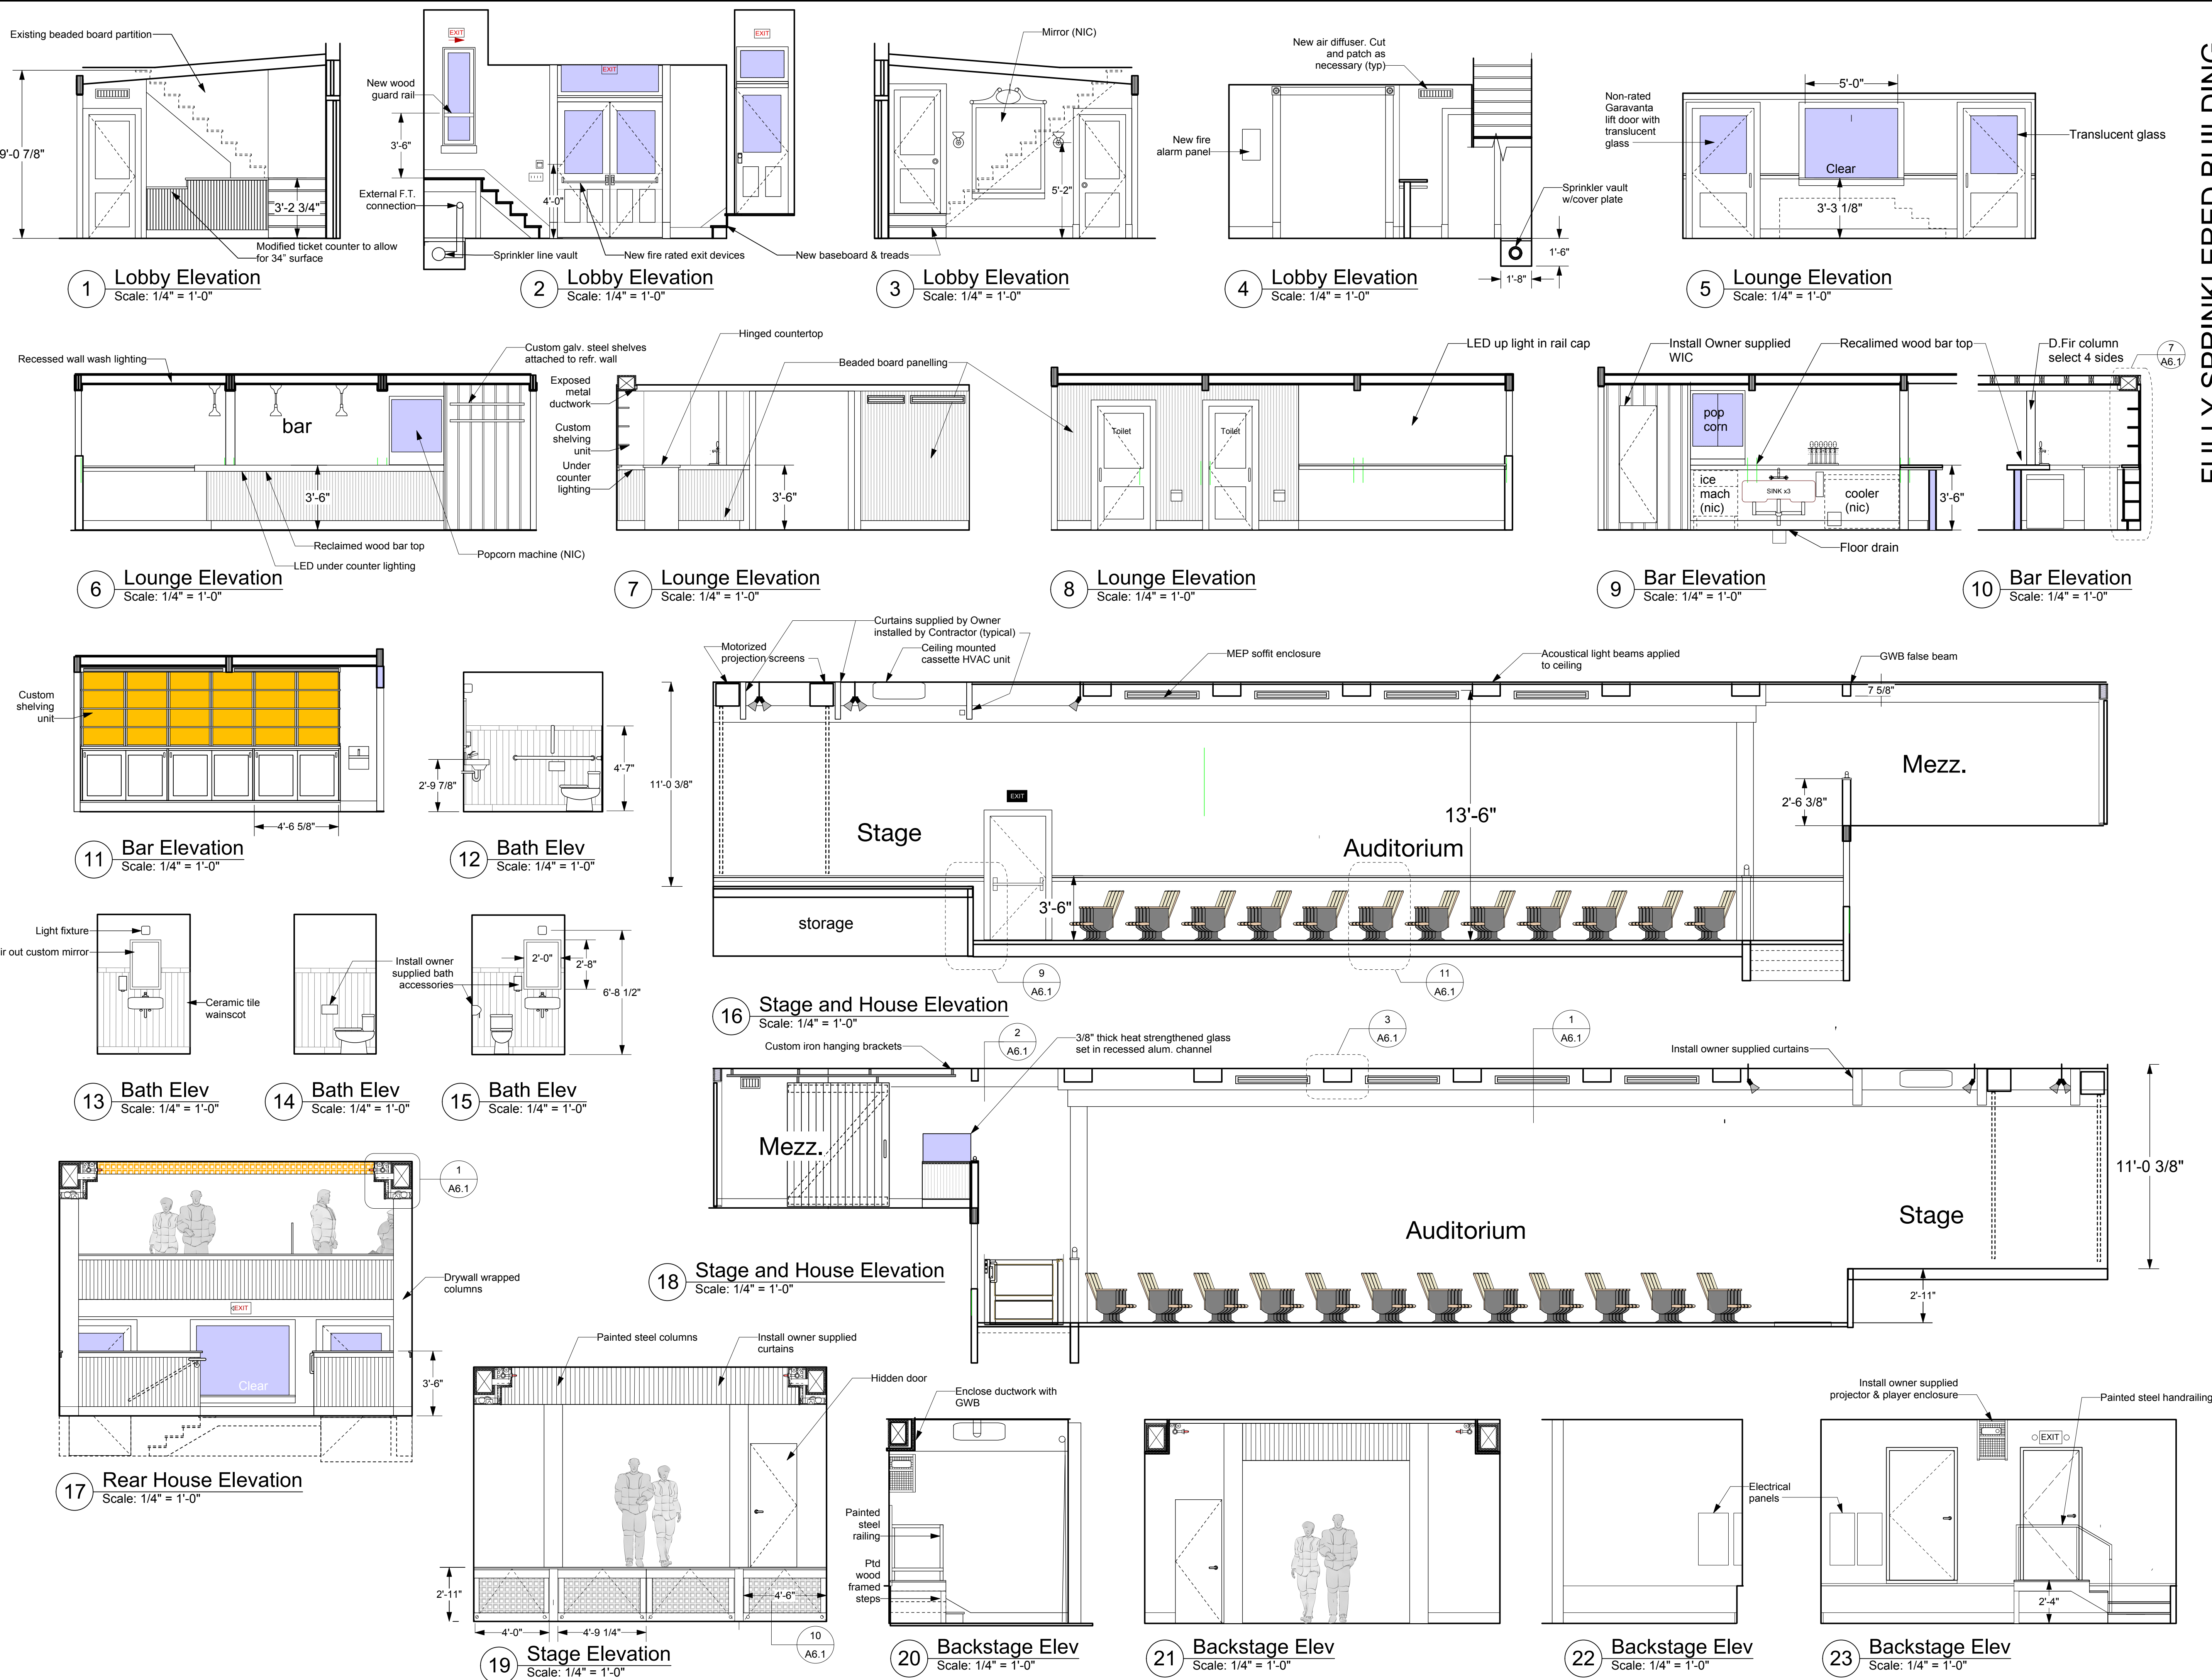 Existing beaded board partition
9'-0 7/8"
3'-2 3/4"
Modified ticket counter to allow
for 34" surface
1
Lobby Elevation
Scale: 1/4" = 1'-0"
EXIT
EXIT
EXIT
New wood
guard rail
3'-6"
External F.T.
connection
4'-0"
Sprinkler line vault
New fire rated exit devices
New baseboard & treads
2
Lobby Elevation
Scale: 1/4" = 1'-0"
Mirror (NIC)
5'-2"
3
Lobby Elevation
Scale: 1/4" = 1'-0"
New air diffuser. Cut
and patch as
necessary (typ)
New fire
alarm panel
Sprinkler vault
w/cover plate
1'-6"
1'-8"
4
Lobby Elevation
Scale: 1/4" = 1'-0"
5'-0"
Non-rated
Garavanta
lift door with
translucent
glass
Translucent glass
Clear
3'-3 1/8"
5
Lounge Elevation
Scale: 1/4" = 1'-0"
FULLY SPRINKLERED BUILDING
Recessed wall wash lighting
Custom galv. steel shelves
attached to refr. wall
bar
3'-6"
Reclaimed wood bar top
LED under counter lighting
Popcorn machine (NIC)
6
Lounge Elevation
Scale: 1/4" = 1'-0"
Hinged countertop
Beaded board panelling
Exposed
metal
ductwork
Custom
shelving
unit
Under
counter
lighting
3'-6"
7
Lounge Elevation
Scale: 1/4" = 1'-0"
LED up light in rail cap
Toilet
Toilet
8
Lounge Elevation
Scale: 1/4" = 1'-0"
Install Owner supplied
WIC
Recalimed wood bar top
pop
corn
ice
mach
(nic)
SINK x3
cooler
(nic)
3'-6"
Floor drain
9
Bar Elevation
Scale: 1/4" = 1'-0"
D.Fir column
select 4 sides
7
A6.1
10
Bar Elevation
Scale: 1/4" = 1'-0"
Custom
shelving
unit
4'-6 5/8"
11
Bar Elevation
Scale: 1/4" = 1'-0"
2'-9 7/8"
4'-7"
12
Bath Elev
Scale: 1/4" = 1'-0"
Motorized
projection screens
Curtains supplied by Owner
installed by Contractor (typical)
Ceiling mounted
cassette HVAC unit
MEP soffit enclosure
Acoustical light beams applied
to ceiling
GWB false beam
7 5/8"
11'-0 3/8"
EXIT
Stage
Auditorium
13'-6"
Mezz.
2'-6 3/8"
3'-6"
storage
9
A6.1
11
A6.1
16
Stage and House Elevation
Scale: 1/4" = 1'-0"
Light fixture
ir out custom mirror
Ceramic tile
wainscot
13
Bath Elev
Scale: 1/4" = 1'-0"
14
Bath Elev
Scale: 1/4" = 1'-0"
Install owner
supplied bath
accessories
2'-0"
2'-8"
6'-8 1/2"
15
Bath Elev
Scale: 1/4" = 1'-0"
Custom iron hanging brackets
2
A6.1
3/8" thick heat strengthened glass
set in recessed alum. channel
3
A6.1
1
A6.1
Install owner supplied curtains
Mezz.
Auditorium
Stage
11'-0 3/8"
2'-11"
18
Stage and House Elevation
Scale: 1/4" = 1'-0"
1
A6.1
Drywall wrapped
columns
EXIT
Clear
3'-6"
17
Rear House Elevation
Scale: 1/4" = 1'-0"
Painted steel columns
Install owner supplied
curtains
Hidden door
2'-11"
4'-6"
4'-0"
4'-9 1/4"
10
A6.1
19
Stage Elevation
Scale: 1/4" = 1'-0"
Enclose ductwork with
GWB
Painted
steel
railing
Ptd
wood
framed
steps
20
Backstage Elev
Scale: 1/4" = 1'-0"
21
Backstage Elev
Scale: 1/4" = 1'-0"
Electrical
panels
22
Backstage Elev
Scale: 1/4" = 1'-0"
Install owner supplied
projector & player enclosure
Painted steel handrailing
EXIT
2'-4"
23
Backstage Elev
Scale: 1/4" = 1'-0"